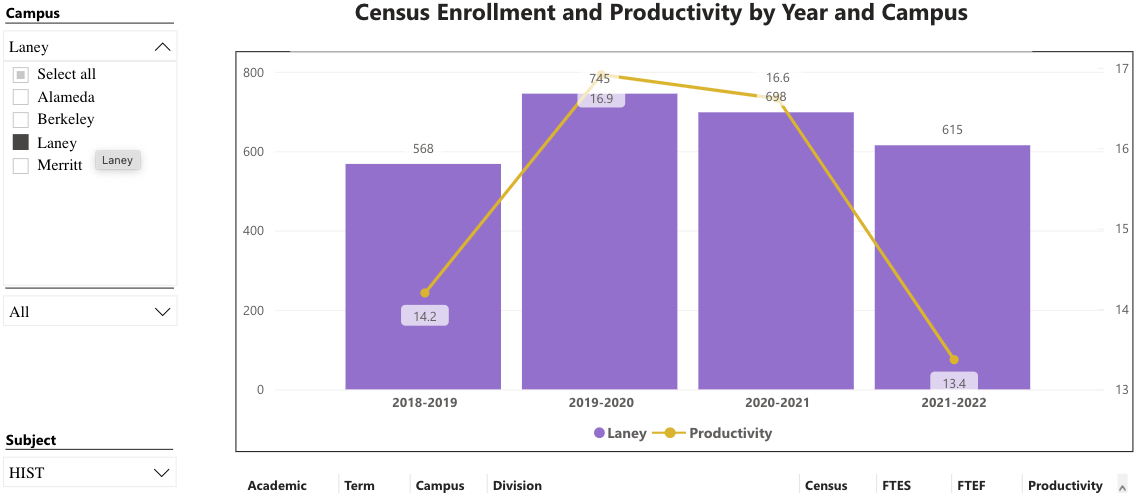 Campus
Laney
Select all
Alameda
Berkeley
Laney
Merritt
Laney
All
Subject
HIST
Census Enrollment and Productivity by Year and Campus
800
600
400
200
0
17
16
15
14
13
568
745
698
615
14.2
16.9
16.6
13.4
2018-2019
2019-2020
2020-2021
2021-2022
Laney Productivity
Academic Term Campus Division Census FTES FTEF Productivity